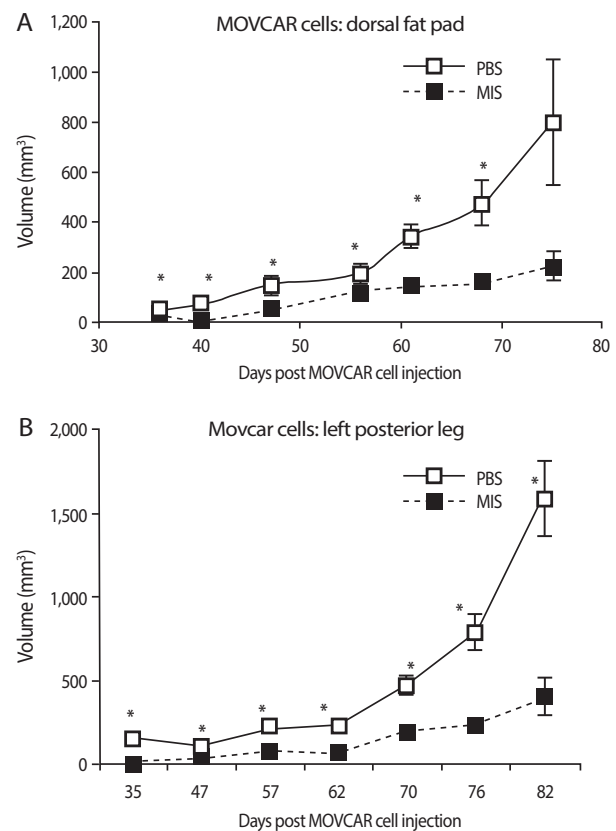 A
MOVCAR cells: dorsal fat pad
1,200
1,000
800
600
400
200
0
Volume (mm³)
PBS
MIS
*
*
*
*
*
*
30 40 50 60 70 80
Days post MOVCAR cell injection
B
Movcar cells: left posterior leg
2,000
1,500
1,000
500
0
Volume (mm³)
PBS
MIS
*
*
*
*
*
*
*
35 47 57 62 70 76 82
Days post MOVCAR cell injection